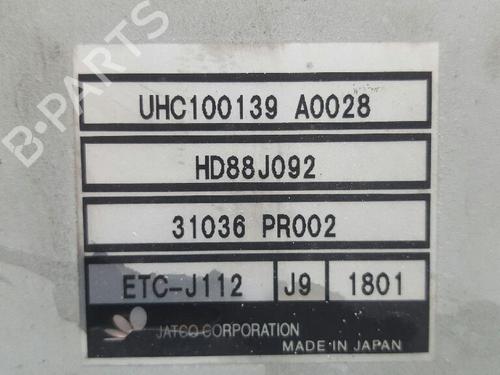 B-PARTS
UHC100139 A0028
HD88J092
31036 PR002
ETC-J112 J9 1801
JATCO CORPORATION
MADE IN JAPAN